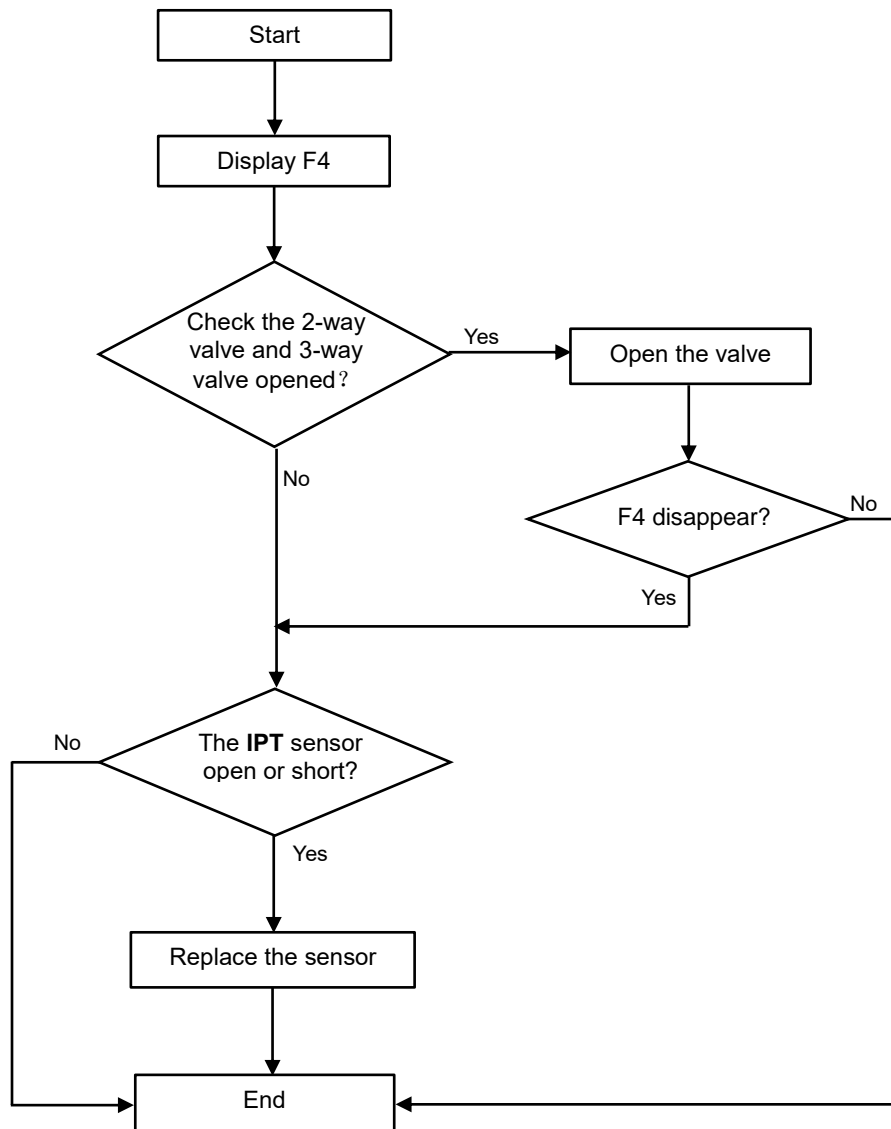 Start
Display F4
Check the 2-way
valve and 3-way
valve opened？
Yes
Open the valve
No
F4 disappear?
No
Yes
No
The IPT sensor
open or short?
Yes
Replace the sensor
End